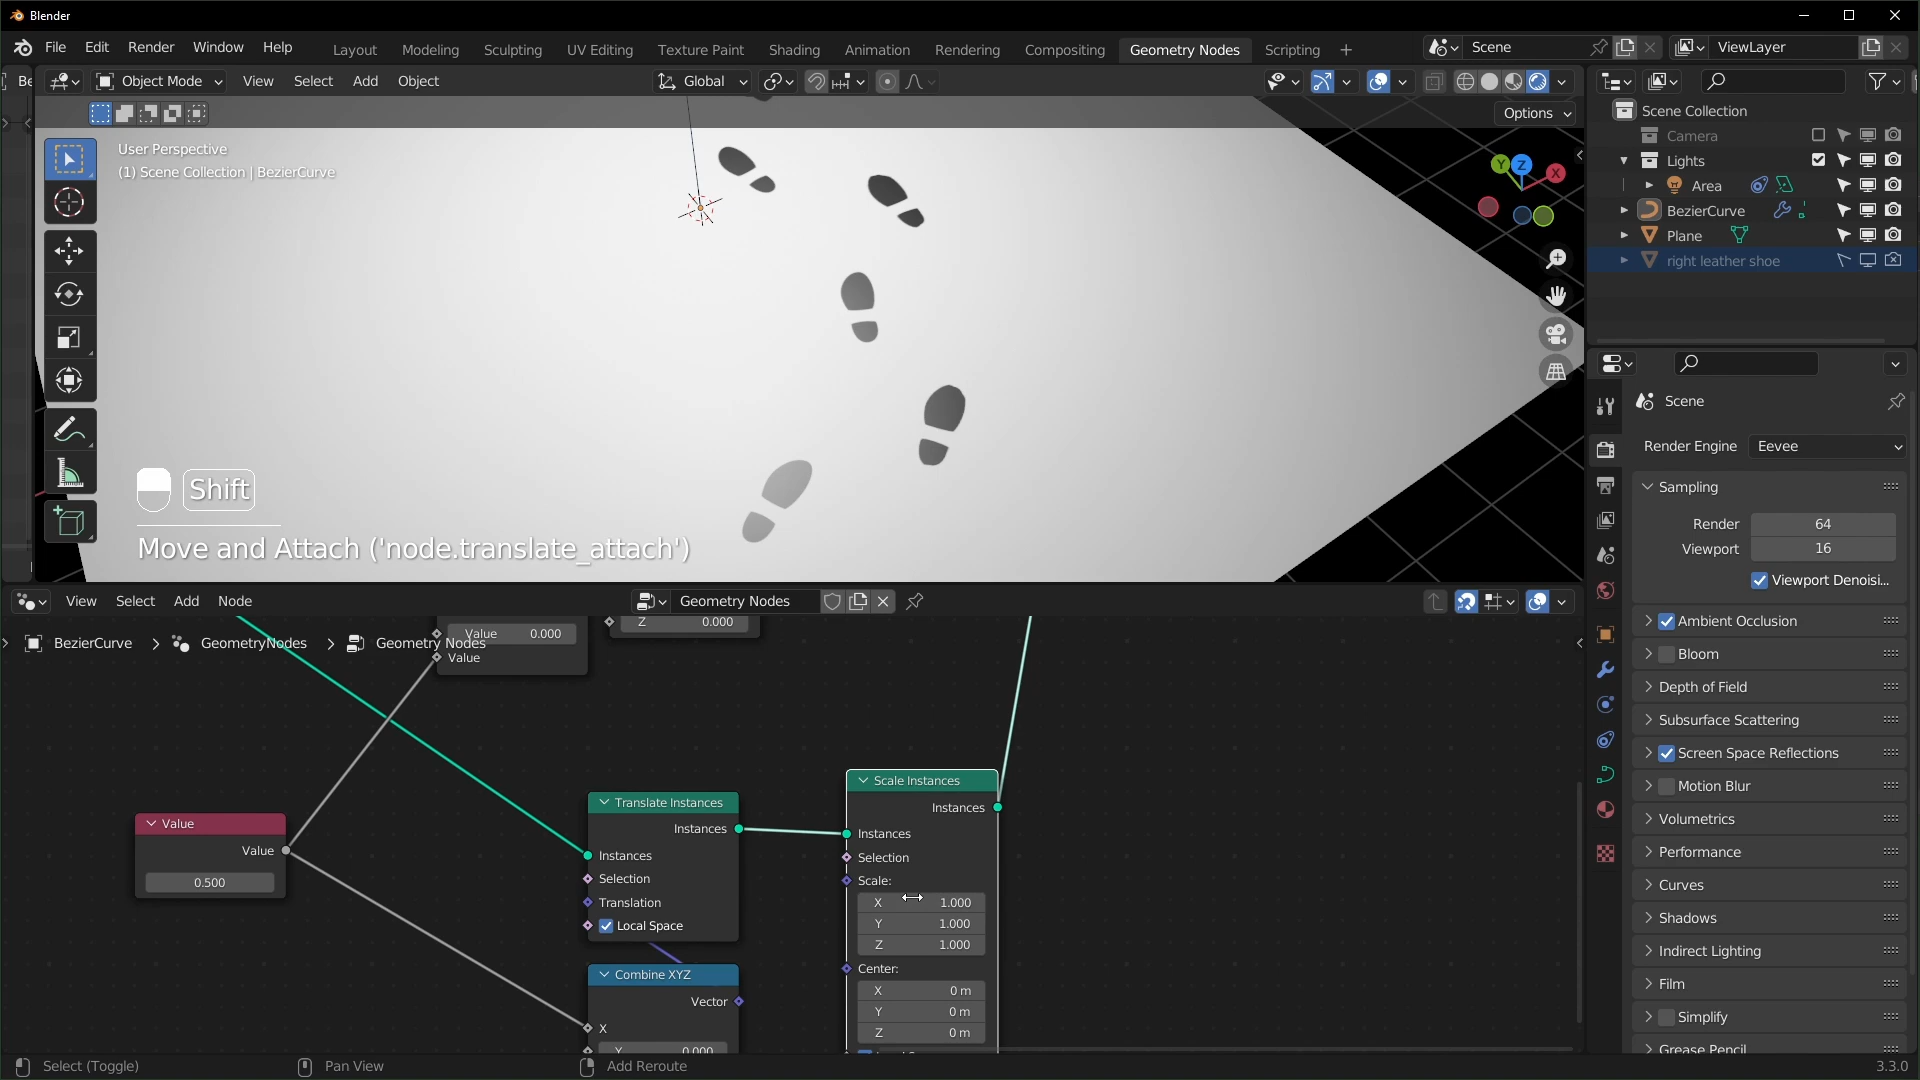 Blender
File Edit Render Window Help
Layout Modeling Sculpting UV Editing Texture Paint Shading Animation Rendering Compositing Geometry Nodes Scripting
Scene
ViewLayer
Be
Object Mode View Select Add Object
Global
Options
User Perspective
(1) Scene Collection | BezierCurve
Y Z X
Shift
Move and Attach ('node.translate_attach')
Scene Collection
Camera
Lights
Area
BezierCurve
Plane
right leather shoe
Scene
Render Engine Eevee
Sampling
Render 64
Viewport 16
Viewport Denoisi...
Ambient Occlusion
Bloom
Depth of Field
Subsurface Scattering
Screen Space Reflections
Motion Blur
Volumetrics
Performance
Curves
Shadows
Indirect Lighting
Film
Simplify
Grease Pencil
View Select Add Node
Geometry Nodes
BezierCurve GeometryNodes Geometry Nodes
Value 0.000
Value
Z 0.000
Value
Value
0.500
Translate Instances
Instances
Instances
Selection
Translation
Local Space
Combine XYZ
Vector
X
Y 0.000
Scale Instances
Instances
Instances
Selection
Scale:
X 1.000
Y 1.000
Z 1.000
Center:
X 0 m
Y 0 m
Z 0 m
Select (Toggle)
Pan View
Add Reroute
3.3.0